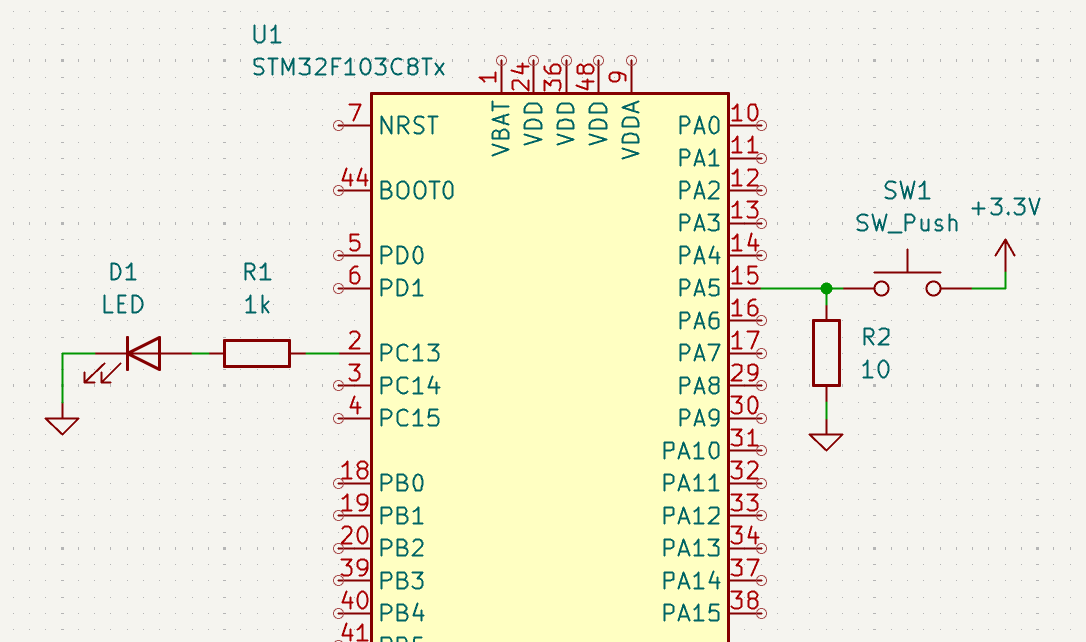 U1
STM32F103C8Tx
1
24
36
48
9
VBAT
VDD
VDD
VDD
VDDA
7
NRST
44
BOOT0
5
PD0
6
PD1
2
PC13
3
PC14
4
PC15
18
PB0
19
PB1
20
PB2
39
PB3
40
PB4
41
PB5
PA0
10
PA1
11
PA2
12
PA3
13
PA4
14
PA5
15
PA6
16
PA7
17
PA8
29
PA9
30
PA10
31
PA11
32
PA12
33
PA13
34
PA14
37
PA15
38
D1
LED
R1
1k
SW1
SW_Push
+3.3V
R2
10